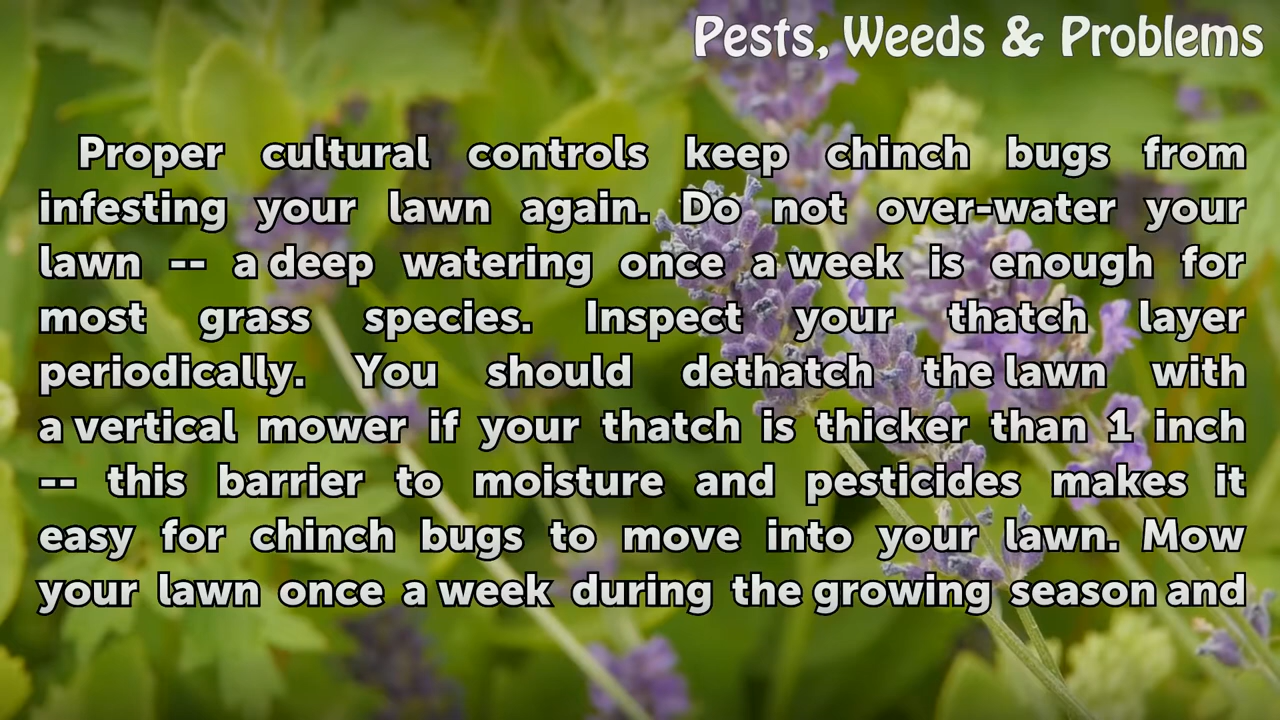 Pests, Weeds & Problems
Proper cultural controls keep chinch bugs from
infesting your lawn again. Do not over-water your
lawn -- a deep watering once a week is enough for
most grass species. Inspect your thatch layer
periodically. You should dethatch the lawn with
a vertical mower if your thatch is thicker than 1 inch
-- this barrier to moisture and pesticides makes it
easy for chinch bugs to move into your lawn. Mow
your lawn once a week during the growing season and